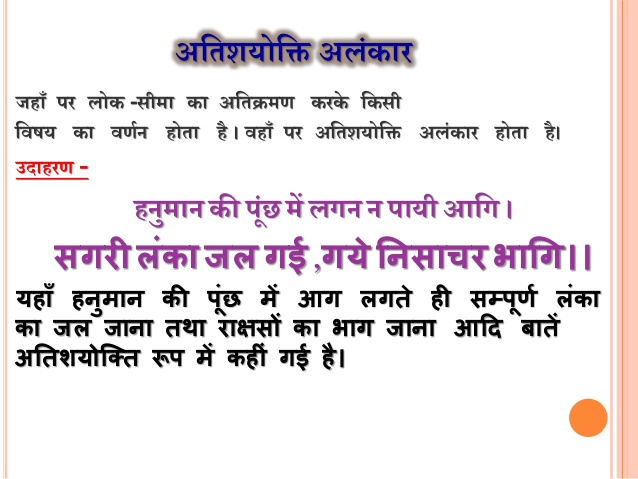 अतिशयोक्ति अलंकार
जहाँ पर लोक -सीमा का अतिक्रमण करके किसी
विषय का वर्णन होता है । वहाँ पर अतिशयोक्ति अलंकार होता है।
उदाहरण -
हनुमान की पूंछ में लगन न पायी आगि ।
सगरी लंका जल गई ,गये निसाचर भागि।।
यहाँ हनुमान की पूंछ में आग लगते ही सम्पूर्ण लंका
का जल जाना तथा राक्षसों का भाग जाना आदि बातें
अतिशयोक्ति रूप में कहीं गई है।